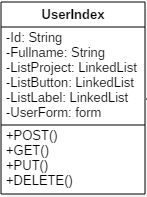 UserIndex
-Id: String
-Fullname: String
-ListProject: LinkedList
-ListButton: LinkedList
-ListLabel: LinkedList
-UserForm: form
+POST()
+GET()
+PUT()
+DELETE()